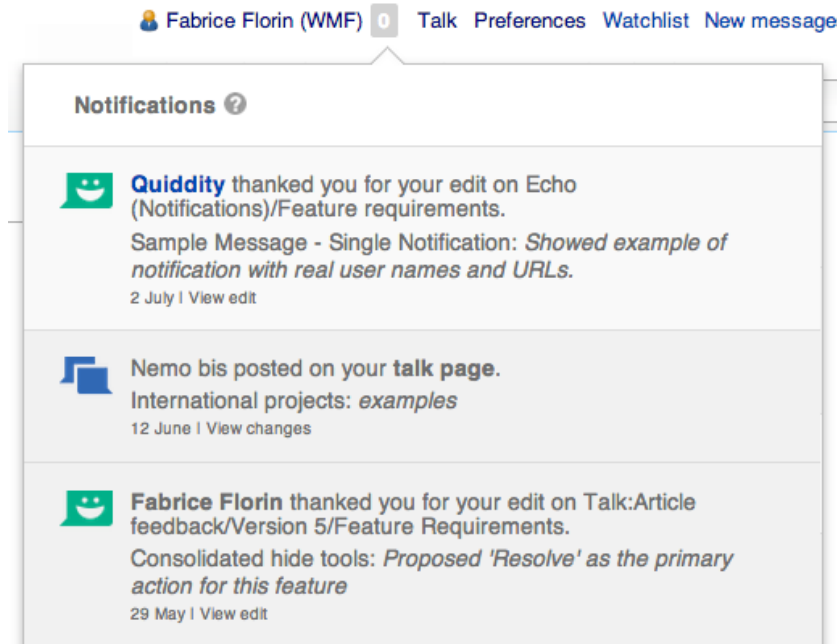 Fabrice Florin (WMF) 0 Talk Preferences Watchlist New message
Notifications ?
Quiddity thanked you for your edit on Echo
(Notifications)/Feature requirements.
Sample Message - Single Notification: Showed example of
notification with real user names and URLs.
2 July | View edit
Nemo bis posted on your talk page.
International projects: examples
12 June | View changes
Fabrice Florin thanked you for your edit on Talk:Article
feedback/Version 5/Feature Requirements.
Consolidated hide tools: Proposed 'Resolve' as the primary
action for this feature
29 May | View edit